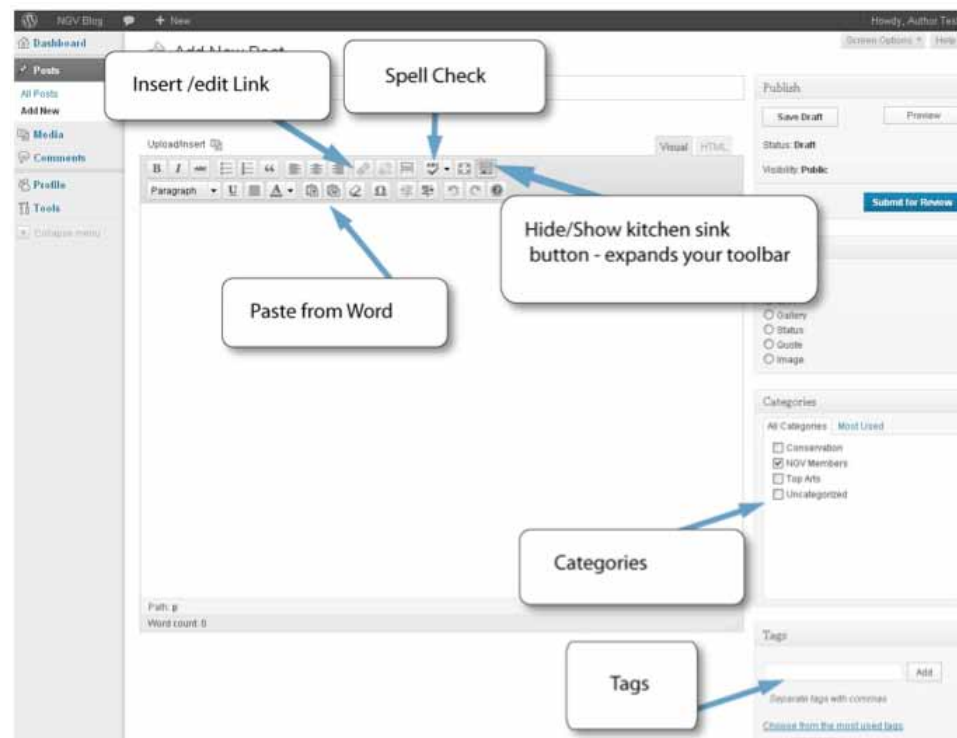 NGV Blog
+ New
Howdy, Author Test
Dashboard
Add New Post
Screen Options
Help
Posts
All Posts
Add New
Media
Comments
Profile
Tools
Collapse menu
Insert /edit Link
Spell Check
Upload/Insert
Visual
HTML
B I ABC
Paragraph U A Ω
Hide/Show kitchen sink
button - expands your toolbar
Paste from Word
Path: p
Word count: 0
Publish
Save Draft
Preview
Status: Draft
Visibility: Public
Submit for Review
Gallery
Status
Quote
Image
Categories
All Categories
Most Used
Conservation
NGV Members
Top Arts
Uncategorized
Categories
Tags
Add
Separate tags with commas
Choose from the most used tags
Tags